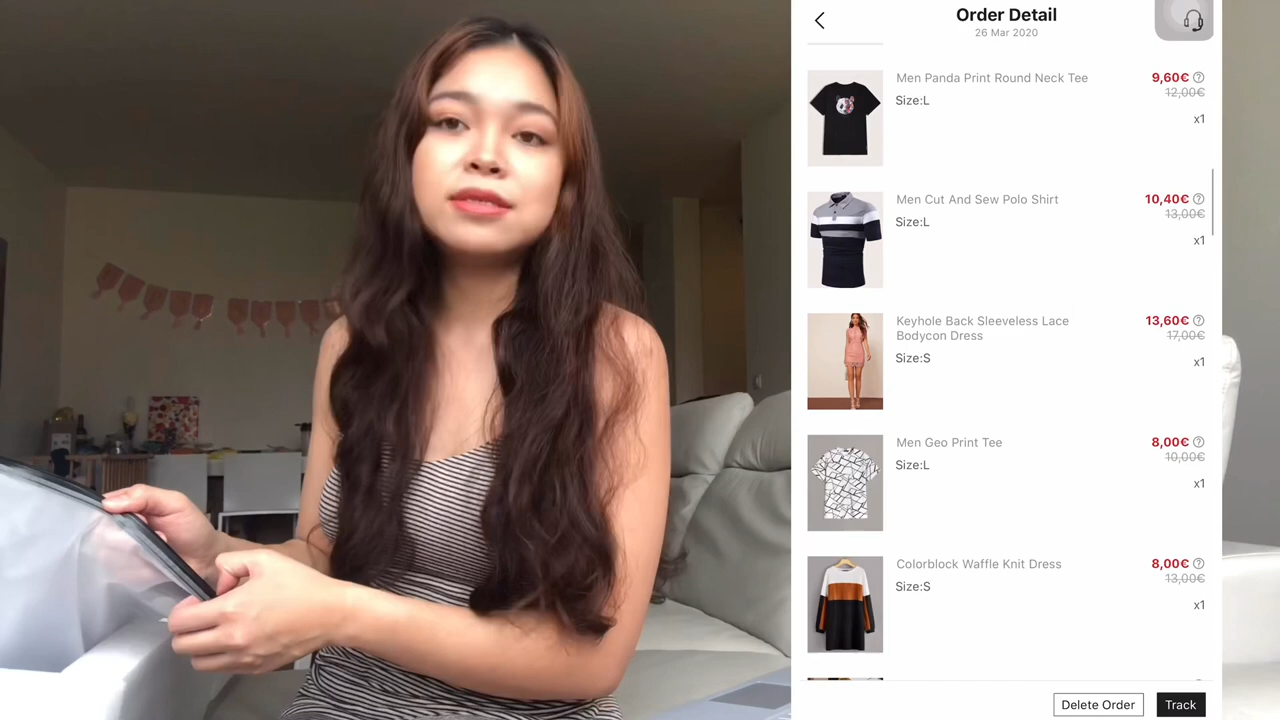 Order Detail
26 Mar 2020
Men Panda Print Round Neck Tee
9,60€
12,00€
Size:L
x1
Men Cut And Sew Polo Shirt
10,40€
13,00€
Size:L
x1
Keyhole Back Sleeveless Lace
Bodycon Dress
13,60€
17,00€
Size:S
x1
Men Geo Print Tee
8,00€
10,00€
Size:L
x1
Colorblock Waffle Knit Dress
8,00€
13,00€
Size:S
x1
Delete Order
Track